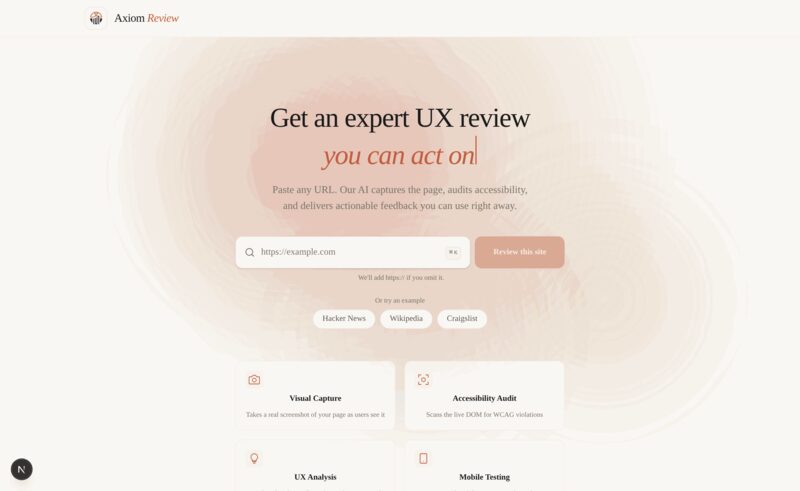 Axiom Review
Get an expert UX review
you can act on
Paste any URL. Our AI captures the page, audits accessibility,
and delivers actionable feedback you can use right away.
https://example.com
⌘K
Review this site
We'll add https:// if you omit it.
Or try an example
Hacker News
Wikipedia
Craigslist
Visual Capture
Takes a real screenshot of your page as users see it
Accessibility Audit
Scans the live DOM for WCAG violations
UX Analysis
Mobile Testing
N